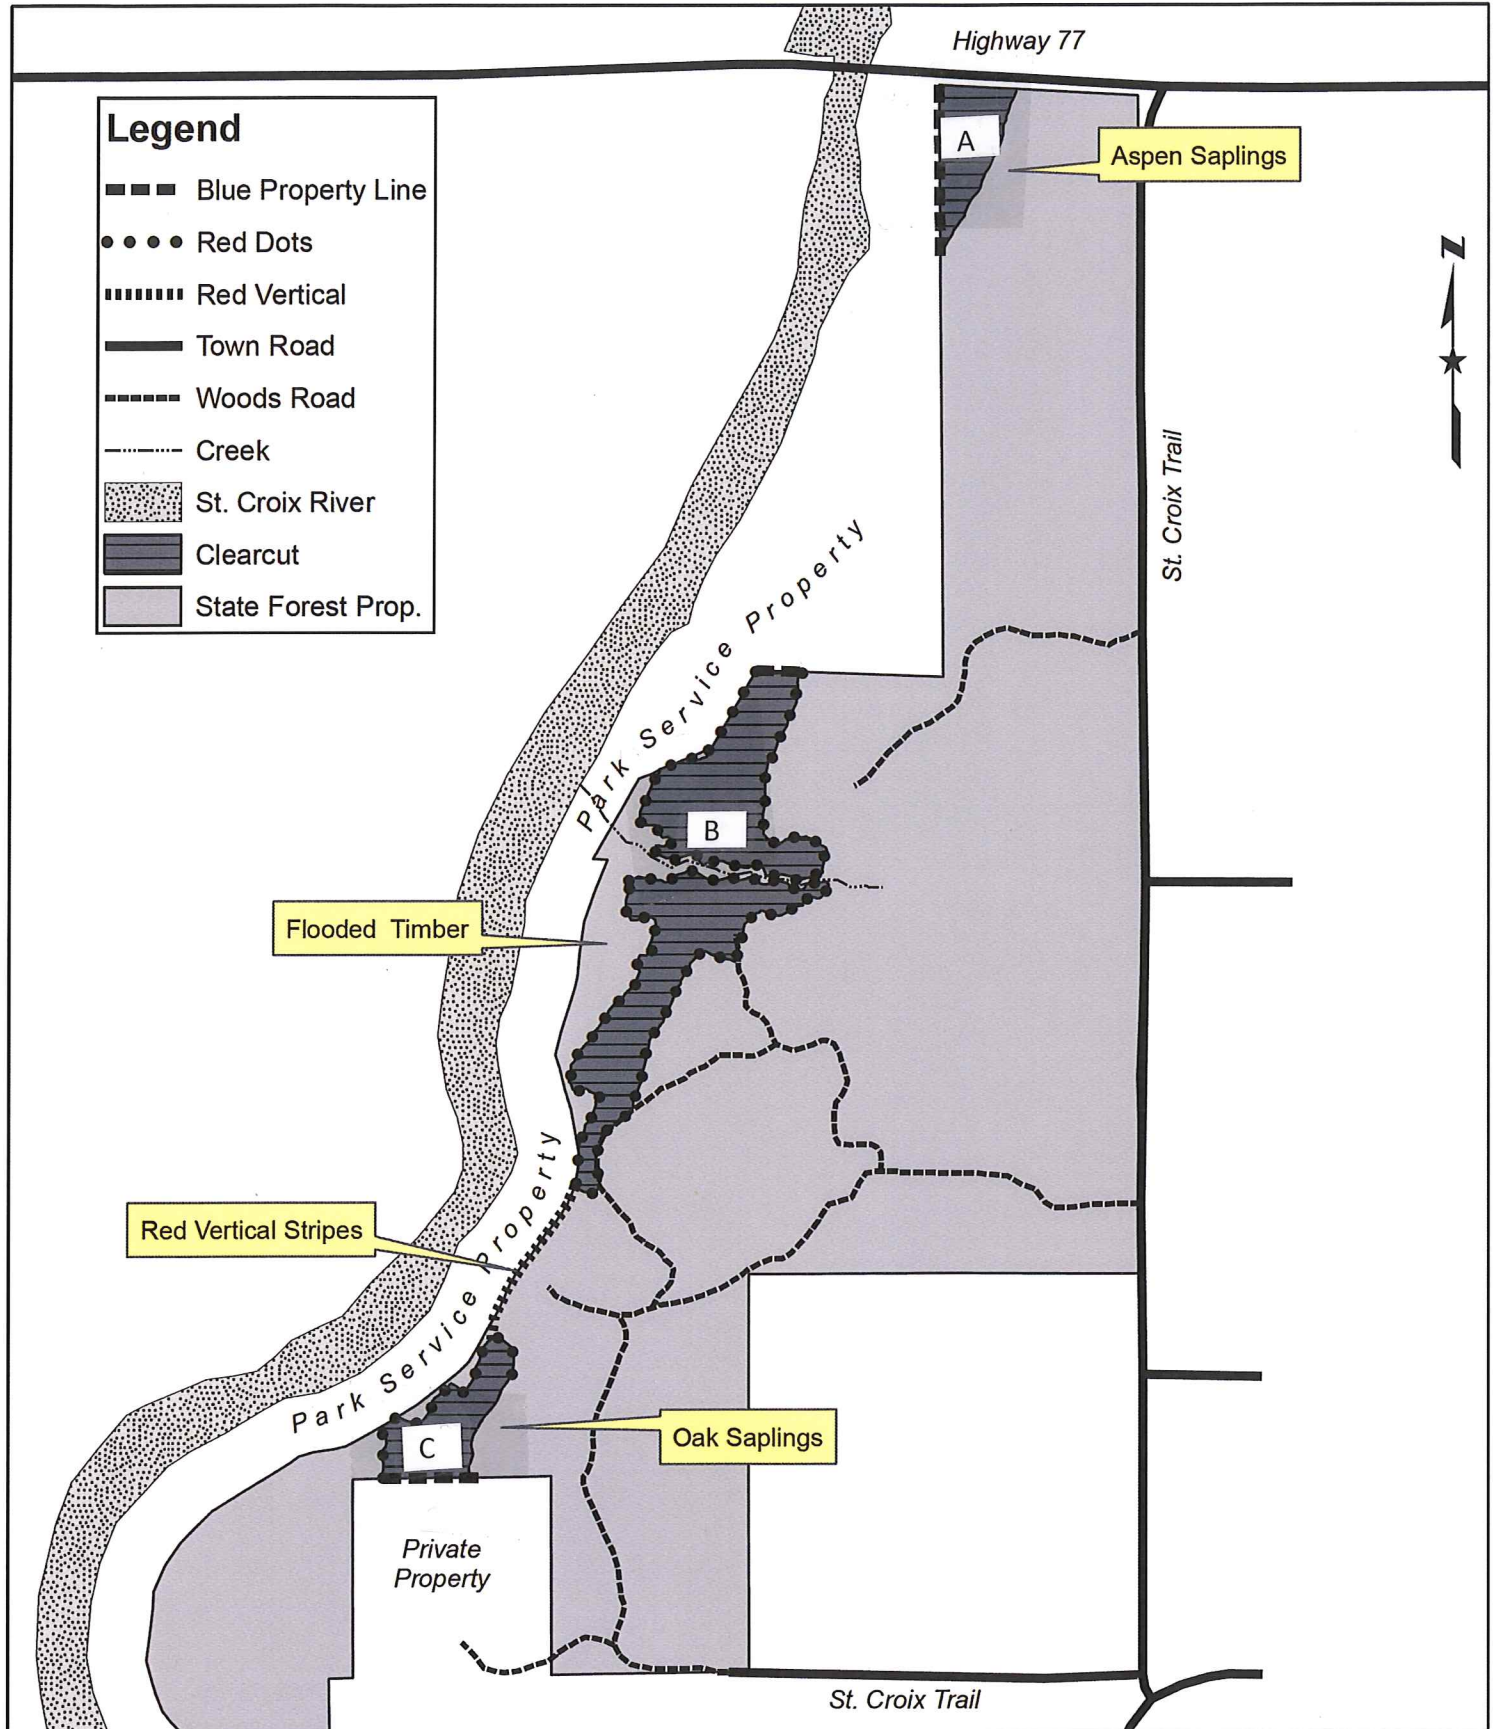 Highway 77
Legend
Blue Property Line
Red Dots
Red Vertical
Town Road
Woods Road
Creek
St. Croix River
Clearcut
State Forest Prop.
A
Aspen Saplings
N
St. Croix Trail
Park Service Property
B
Flooded Timber
Red Vertical Stripes
Park Service Property
Oak Saplings
C
Private
Property
St. Croix Trail